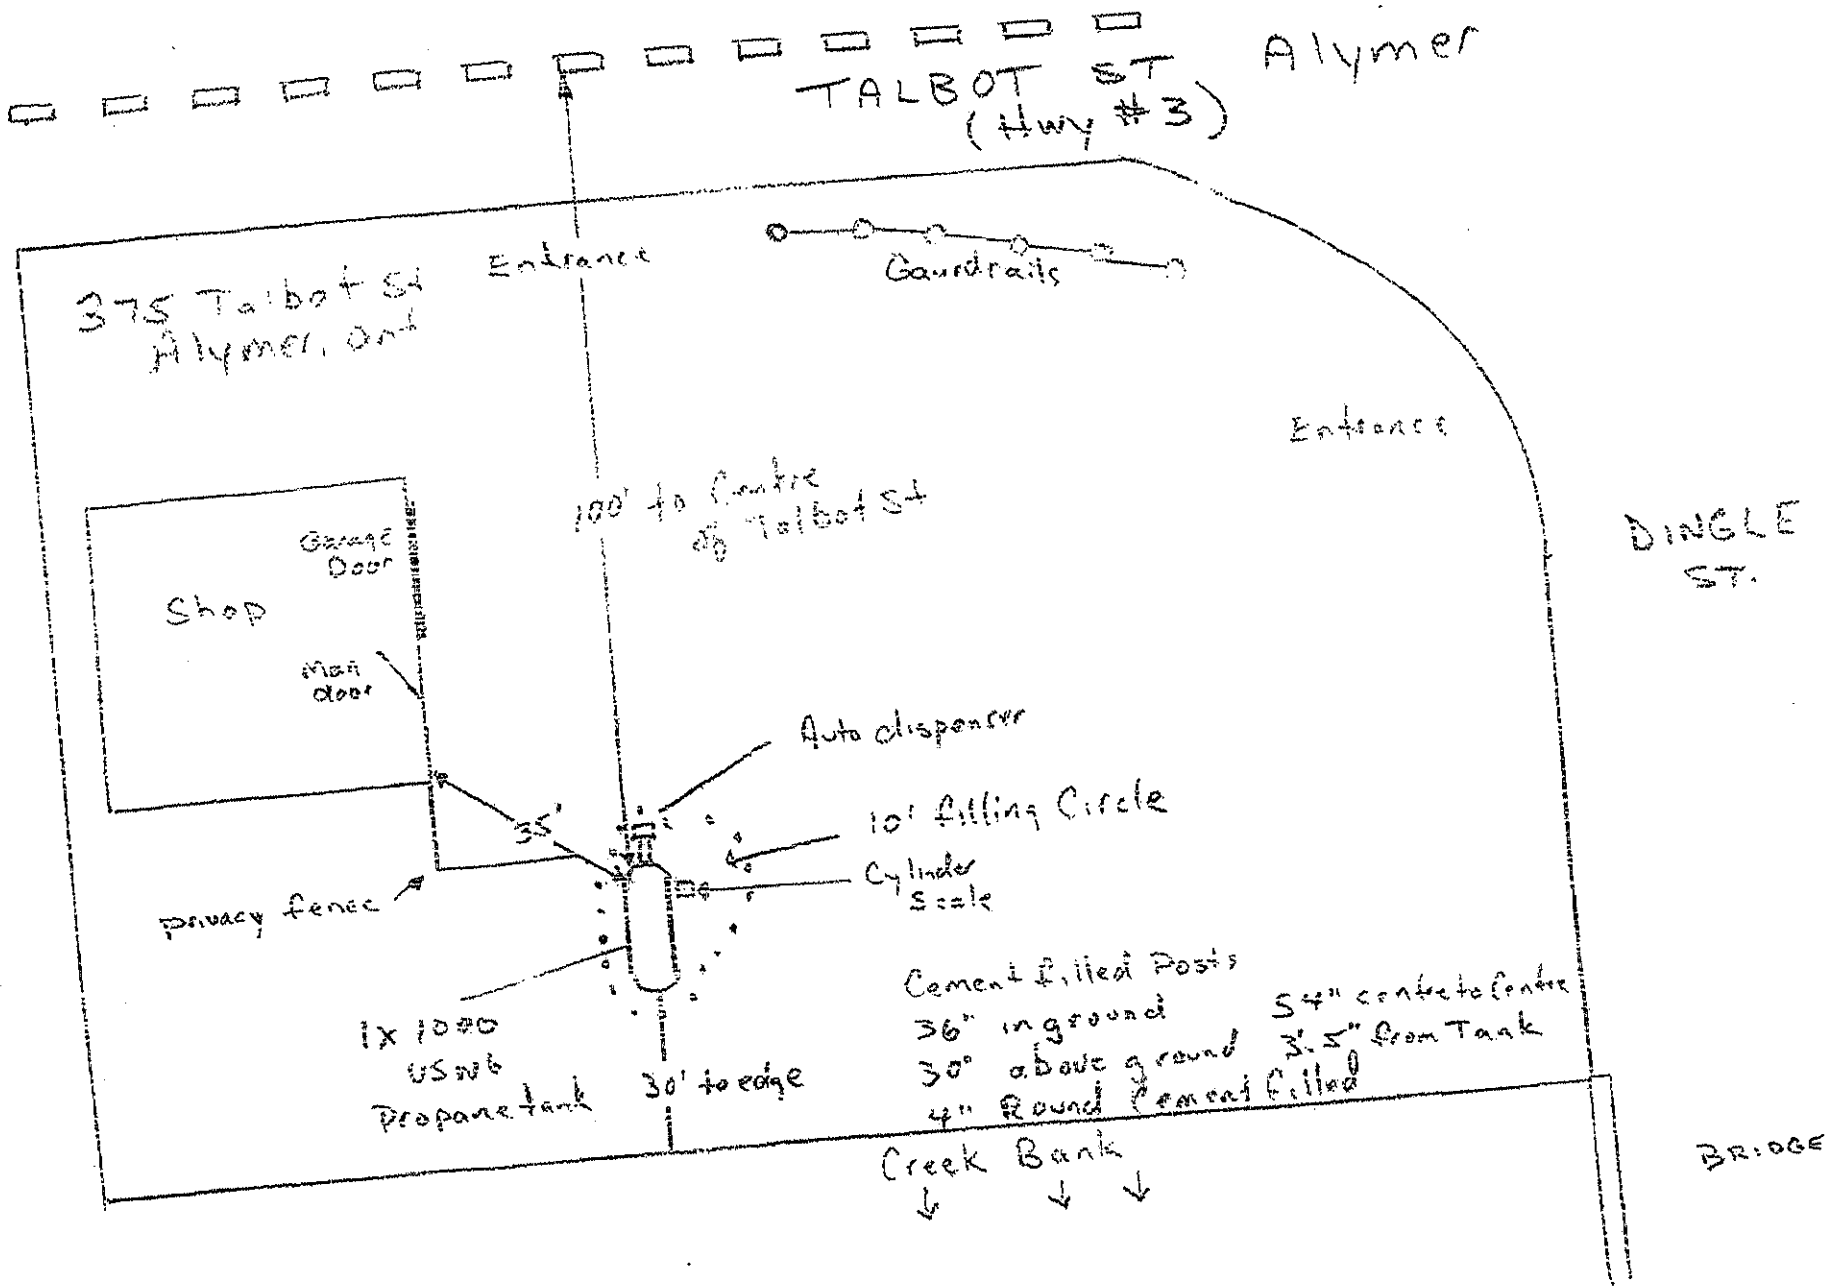 Alymer
TALBOT ST
(Hwy #3)
Entrance
Gaurdrails
375 Talbot St
Alymer, Ont
Entrance
100' to Centre
of Talbot St
DINGLE
ST.
Garage
Door
Shop
Man
door
Auto dispenser
35'
10' filling Circle
Cylinder
Scale
privacy fence
Cement filled Posts
36" in ground
54" centre to Centre
30" above ground
3'.5" from Tank
4" Round Cement filled
1x 1000
USWG
Propane tank
30' to edge
Creek Bank
BRIDGE